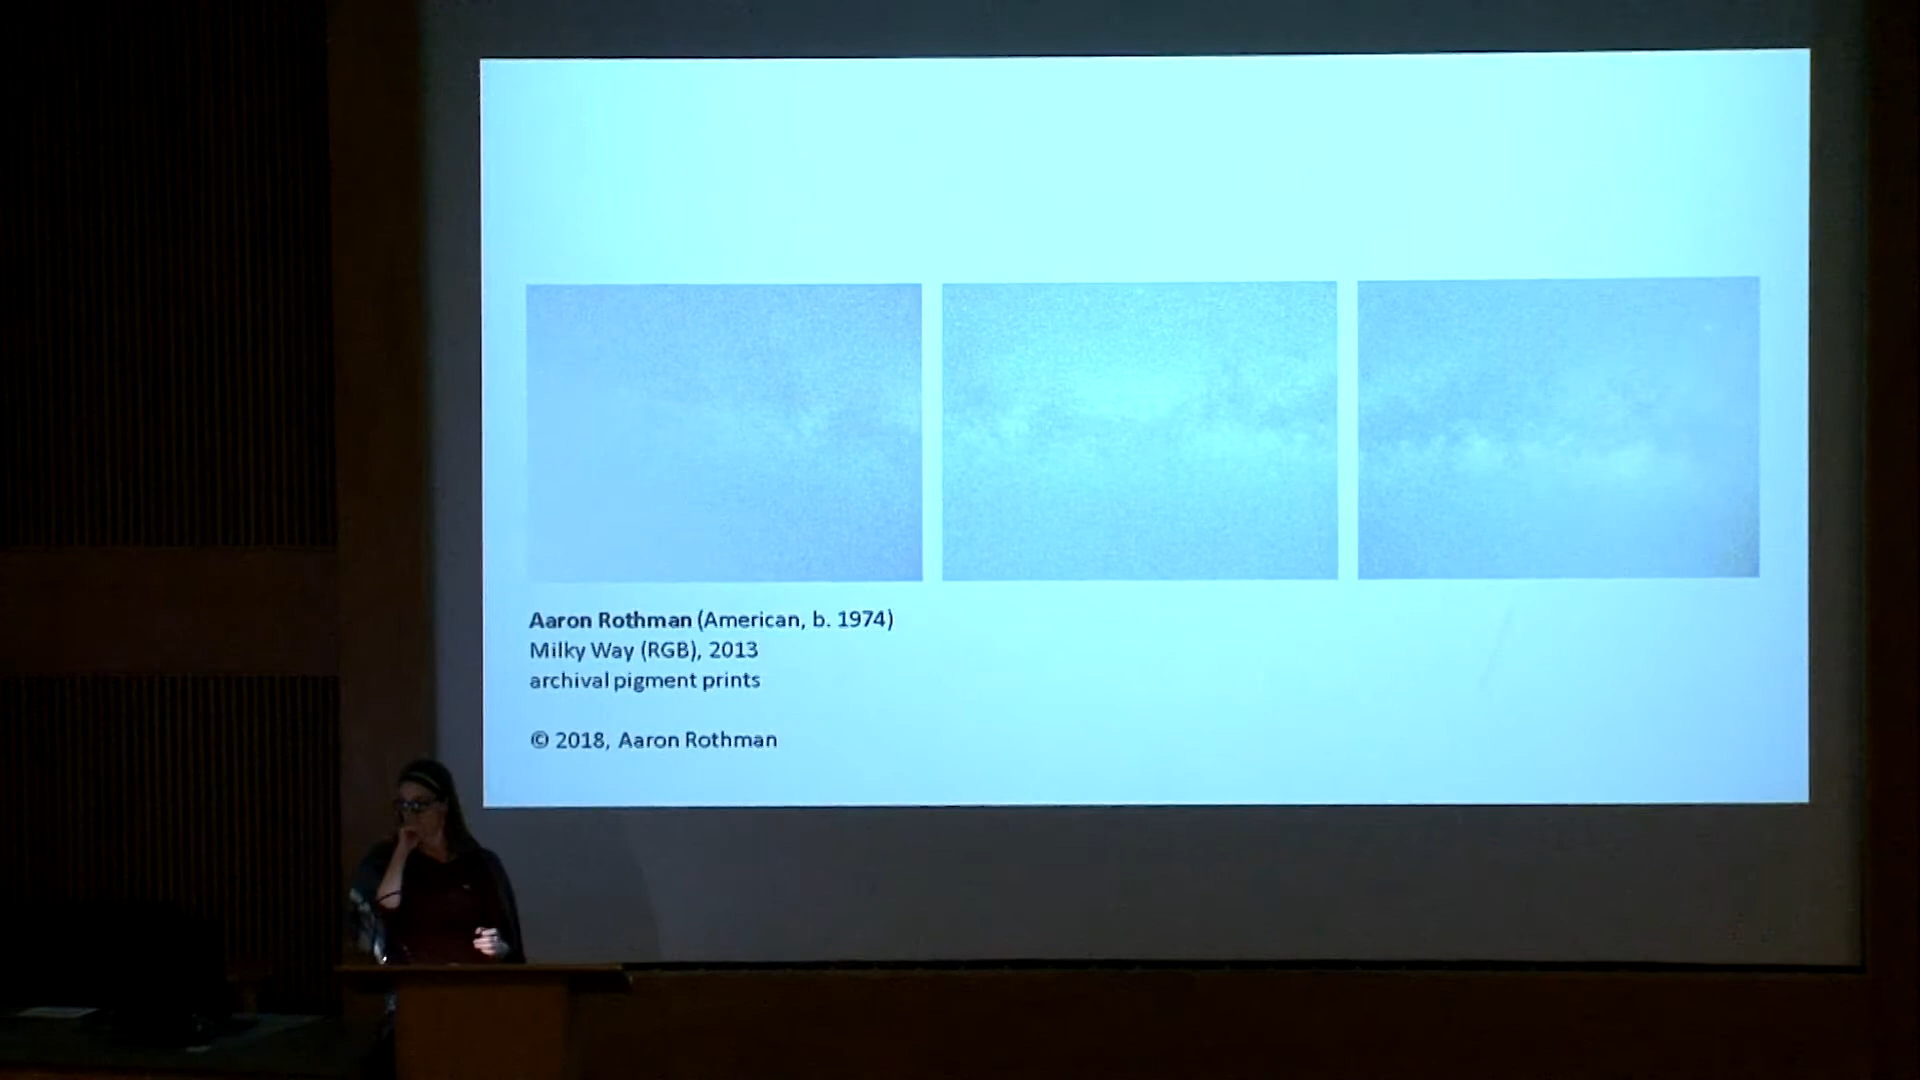 Aaron Rothman (American, b. 1974)
Milky Way (RGB), 2013
archival pigment prints
© 2018, Aaron Rothman